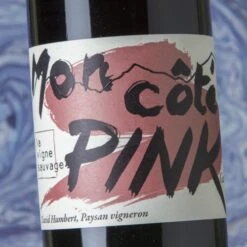 Mon côté
PINK
la
vigne
sauvage
David Humbert, Paysan vigneron